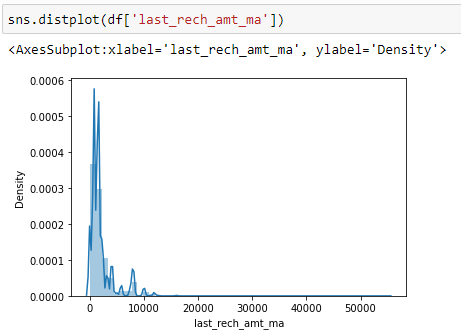 sns.distplot(df['last_rech_amt_ma'])
<AxesSubplot:xlabel='last_rech_amt_ma', ylabel='Density'>
0.0006
0.0005
0.0004
0.0003
0.0002
0.0001
0.0000
Density
0 10000 20000 30000 40000 50000
last_rech_amt_ma